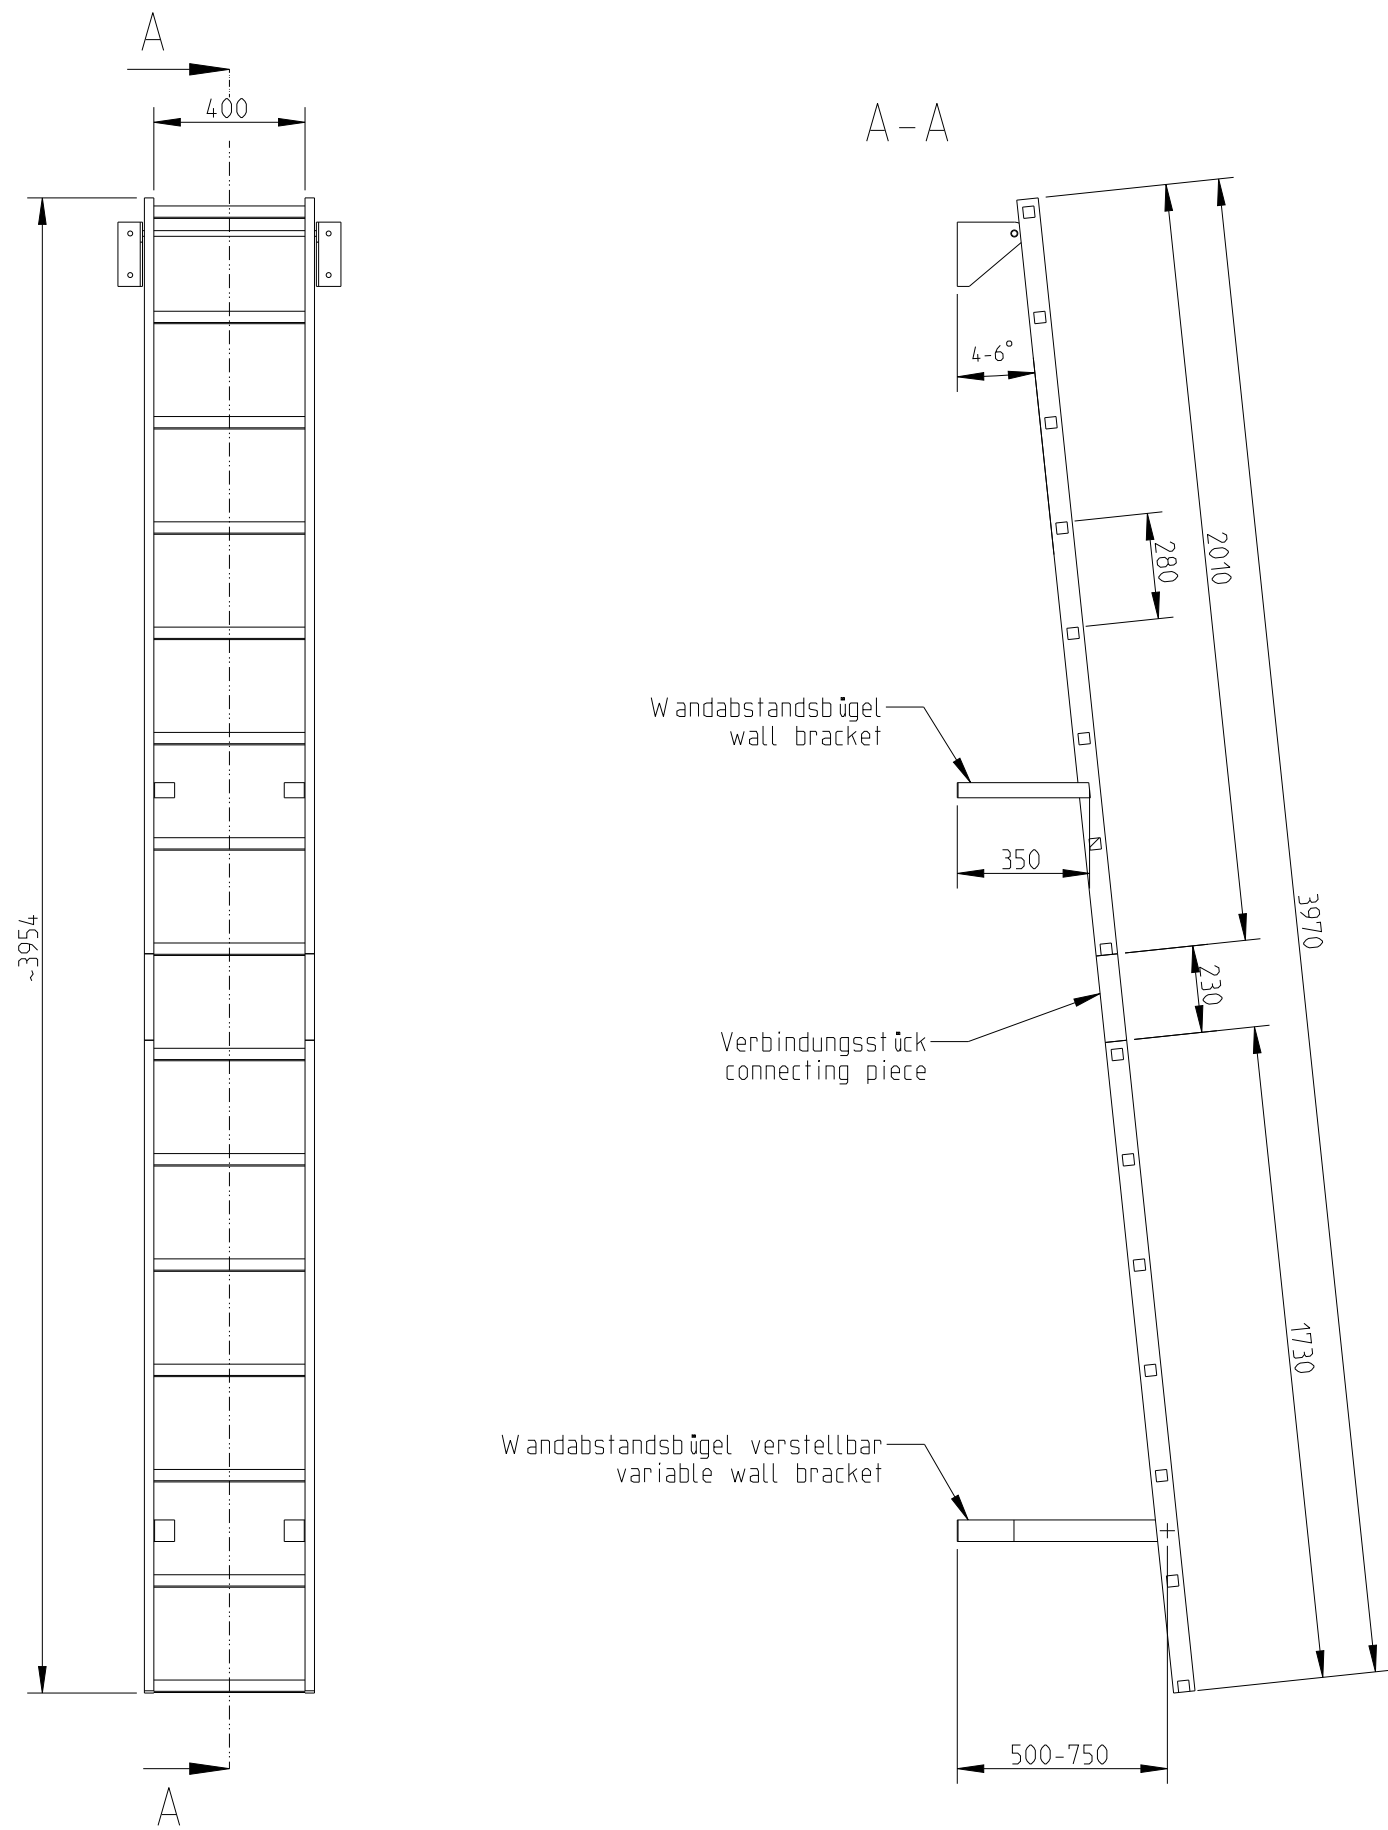 A
400
A-A
4-6°
280
2010
Wandabstandsbügel
wall bracket
350
3970
~3954
230
Verbindungsstück
connecting piece
1730
Wandabstandsbügel verstellbar
variable wall bracket
500-750
A